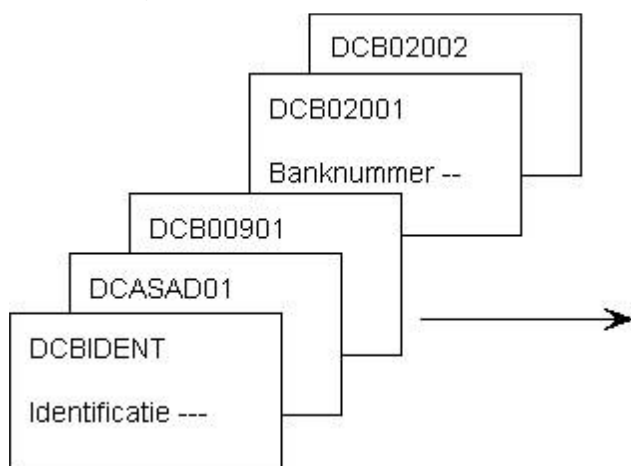 DCB02002
DCB02001
Banknummer --
DCB00901
DCASAD01
DCBIDENT
Identificatie ---